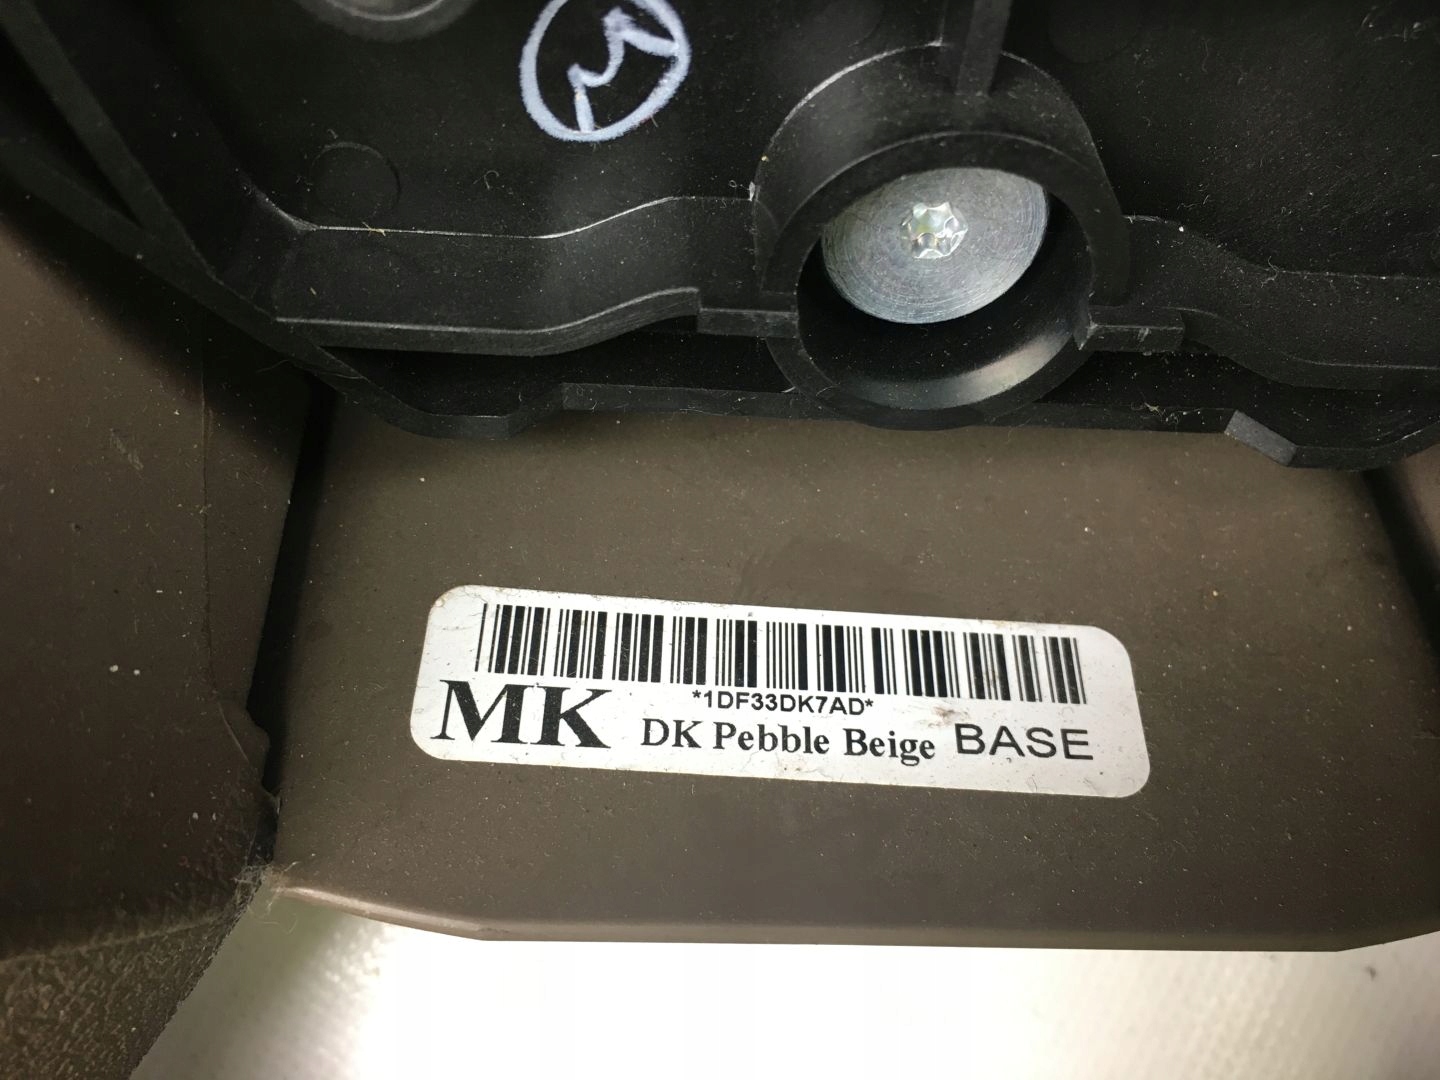 *1DF33DK7AD*
MK DK Pebble Beige BASE